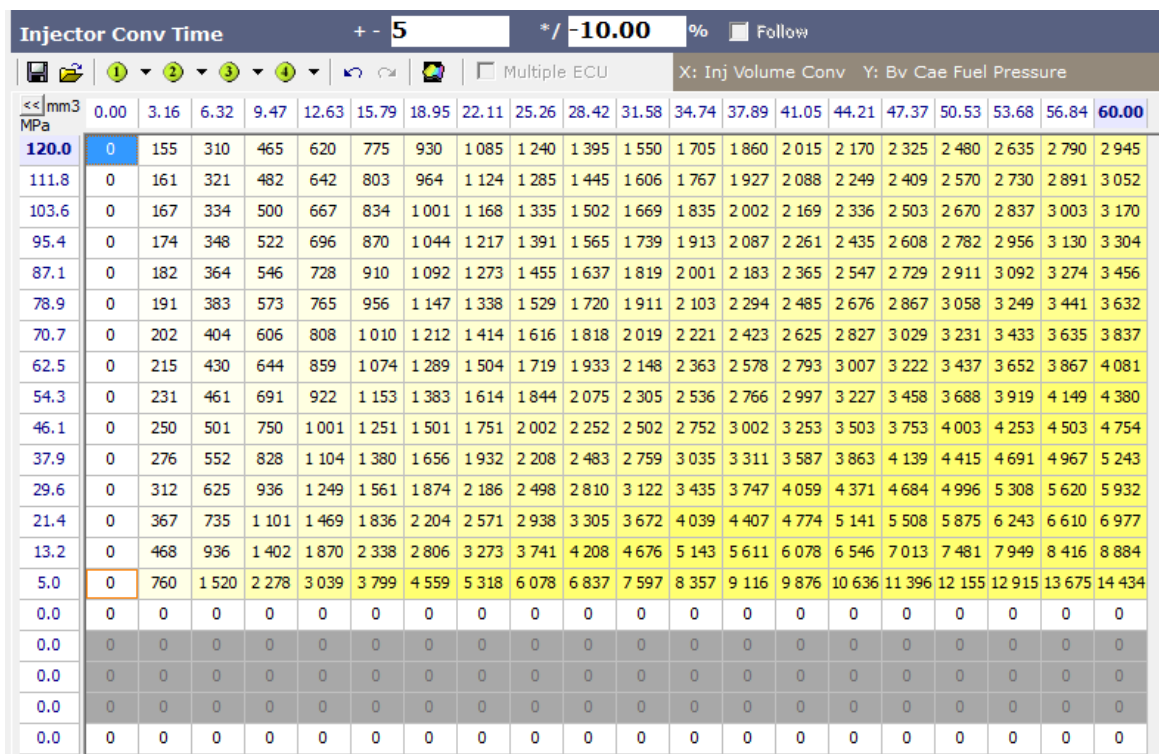 Injector Conv Time + - 5 */ -10.00 % Follow
1 2 3 4 Multiple ECU X: Inj Volume Conv Y: Bv Cae Fuel Pressure
<< mm3 0.00 3.16 6.32 9.47 12.63 15.79 18.95 22.11 25.26 28.42 31.58 34.74 37.89 41.05 44.21 47.37 50.53 53.68 56.84 60.00
MPa
120.0 0 155 310 465 620 775 930 1 085 1 240 1 395 1 550 1 705 1 860 2 015 2 170 2 325 2 480 2 635 2 790 2 945
111.8 0 161 321 482 642 803 964 1 124 1 285 1 445 1 606 1 767 1 927 2 088 2 249 2 409 2 570 2 730 2 891 3 052
103.6 0 167 334 500 667 834 1 001 1 168 1 335 1 502 1 669 1 835 2 002 2 169 2 336 2 503 2 670 2 837 3 003 3 170
95.4 0 174 348 522 696 870 1 044 1 217 1 391 1 565 1 739 1 913 2 087 2 261 2 435 2 608 2 782 2 956 3 130 3 304
87.1 0 182 364 546 728 910 1 092 1 273 1 455 1 637 1 819 2 001 2 183 2 365 2 547 2 729 2 911 3 092 3 274 3 456
78.9 0 191 383 573 765 956 1 147 1 338 1 529 1 720 1 911 2 103 2 294 2 485 2 676 2 867 3 058 3 249 3 441 3 632
70.7 0 202 404 606 808 1 010 1 212 1 414 1 616 1 818 2 019 2 221 2 423 2 625 2 827 3 029 3 231 3 433 3 635 3 837
62.5 0 215 430 644 859 1 074 1 289 1 504 1 719 1 933 2 148 2 363 2 578 2 793 3 007 3 222 3 437 3 652 3 867 4 081
54.3 0 231 461 691 922 1 153 1 383 1 614 1 844 2 075 2 305 2 536 2 766 2 997 3 227 3 458 3 688 3 919 4 149 4 380
46.1 0 250 501 750 1 001 1 251 1 501 1 751 2 002 2 252 2 502 2 752 3 002 3 253 3 503 3 753 4 003 4 253 4 503 4 754
37.9 0 276 552 828 1 104 1 380 1 656 1 932 2 208 2 483 2 759 3 035 3 311 3 587 3 863 4 139 4 415 4 691 4 967 5 243
29.6 0 312 625 936 1 249 1 561 1 874 2 186 2 498 2 810 3 122 3 435 3 747 4 059 4 371 4 684 4 996 5 308 5 620 5 932
21.4 0 367 735 1 101 1 469 1 836 2 204 2 571 2 938 3 305 3 672 4 039 4 407 4 774 5 141 5 508 5 875 6 243 6 610 6 977
13.2 0 468 936 1 402 1 870 2 338 2 806 3 273 3 741 4 208 4 676 5 143 5 611 6 078 6 546 7 013 7 481 7 949 8 416 8 884
5.0 0 760 1 520 2 278 3 039 3 799 4 559 5 318 6 078 6 837 7 597 8 357 9 116 9 876 10 636 11 396 12 155 12 915 13 675 14 434
0.0 0 0 0 0 0 0 0 0 0 0 0 0 0 0 0 0 0 0 0 0
0.0 0 0 0 0 0 0 0 0 0 0 0 0 0 0 0 0 0 0 0 0
0.0 0 0 0 0 0 0 0 0 0 0 0 0 0 0 0 0 0 0 0 0
0.0 0 0 0 0 0 0 0 0 0 0 0 0 0 0 0 0 0 0 0 0
0.0 0 0 0 0 0 0 0 0 0 0 0 0 0 0 0 0 0 0 0 0